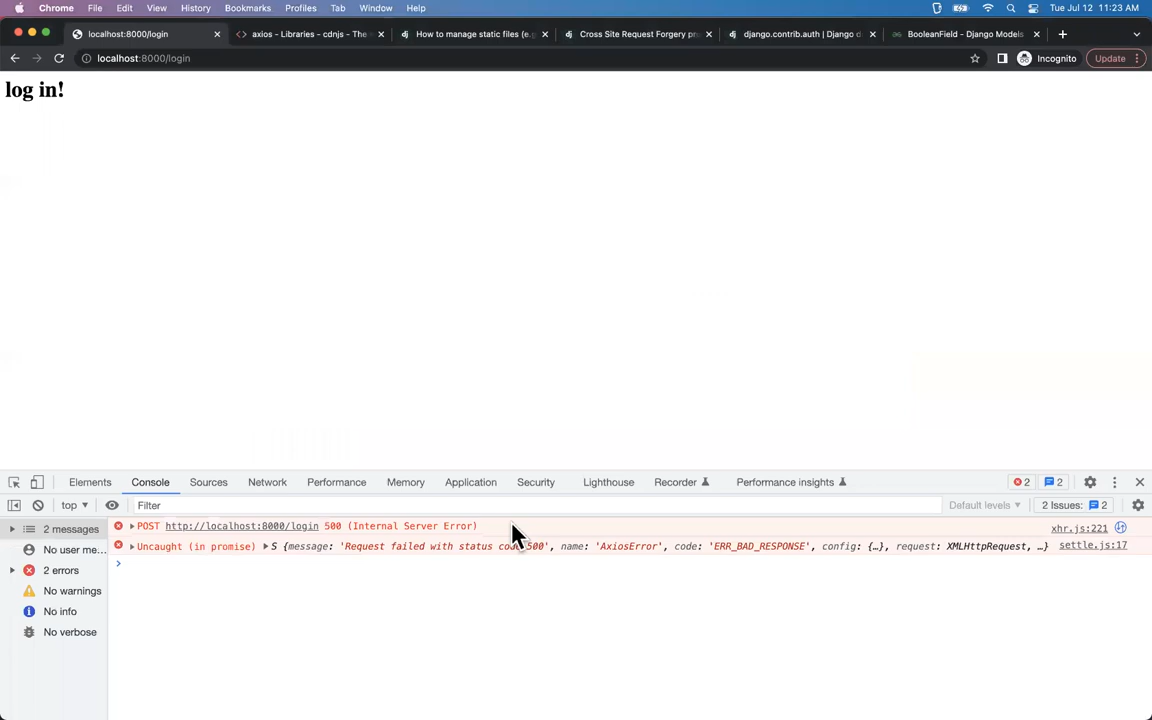 Chrome File Edit View History Bookmarks Profiles Tab Window Help Tue Jul 12 11:23 AM
localhost:8000/login axios - Libraries - cdnjs - The How to manage static files (e. Cross Site Request Forgery pr django.contrib.auth | Django d BooleanField - Django Models
localhost:8000/login Incognito Update
log in!
Elements Console Sources Network Performance Memory Application Security Lighthouse Recorder Performance insights 2 2
top Filter Default levels 2 Issues: 2
2 messages
No user me...
2 errors
No warnings
No info
No verbose
POST http://localhost:8000/login 500 (Internal Server Error) xhr.js:221
Uncaught (in promise) S {message: 'Request failed with status code 500', name: 'AxiosError', code: 'ERR_BAD_RESPONSE', config: {…}, request: XMLHttpRequest, …} settle.js:17